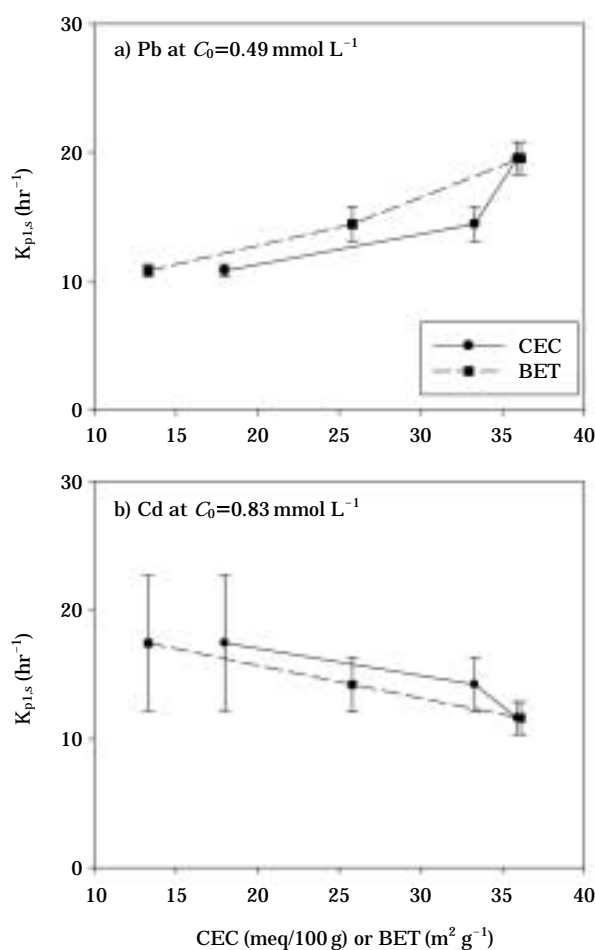 30
a) Pb at C₀=0.49 mmol L⁻¹
20
Kp1,s (hr⁻¹)
10
CEC
BET
0
10 15 20 25 30 35 40
30
b) Cd at C₀=0.83 mmol L⁻¹
20
Kp1,s (hr⁻¹)
10
0
10 15 20 25 30 35 40
CEC (meq/100 g) or BET (m² g⁻¹)